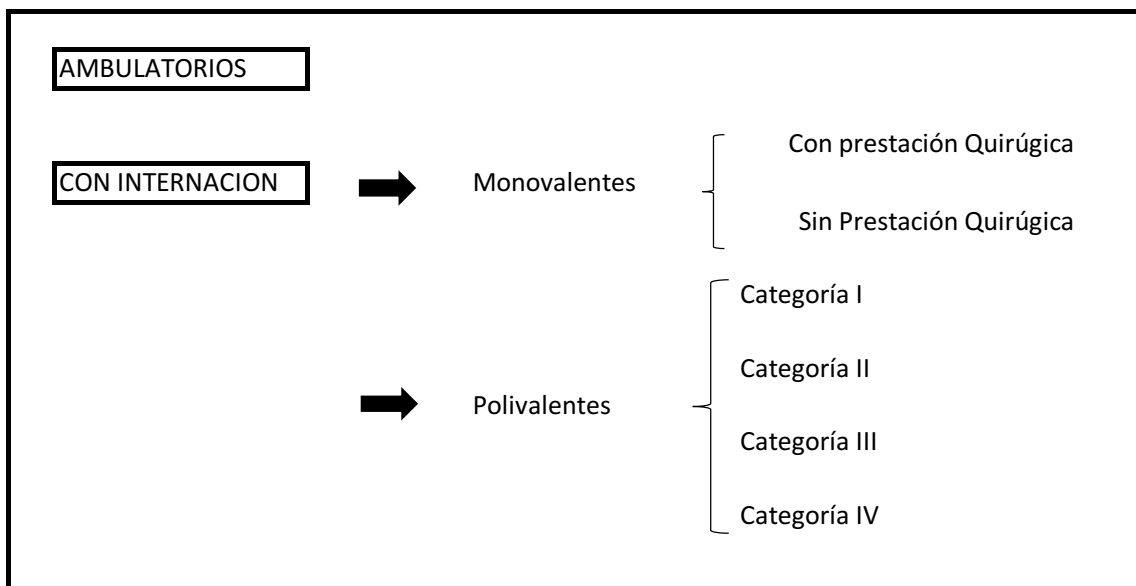 AMBULATORIOS
Con prestación Quirúgica
CON INTERNACION
Monovalentes
Sin Prestación Quirúgica
Categoría I
Categoría II
Polivalentes
Categoría III
Categoría IV